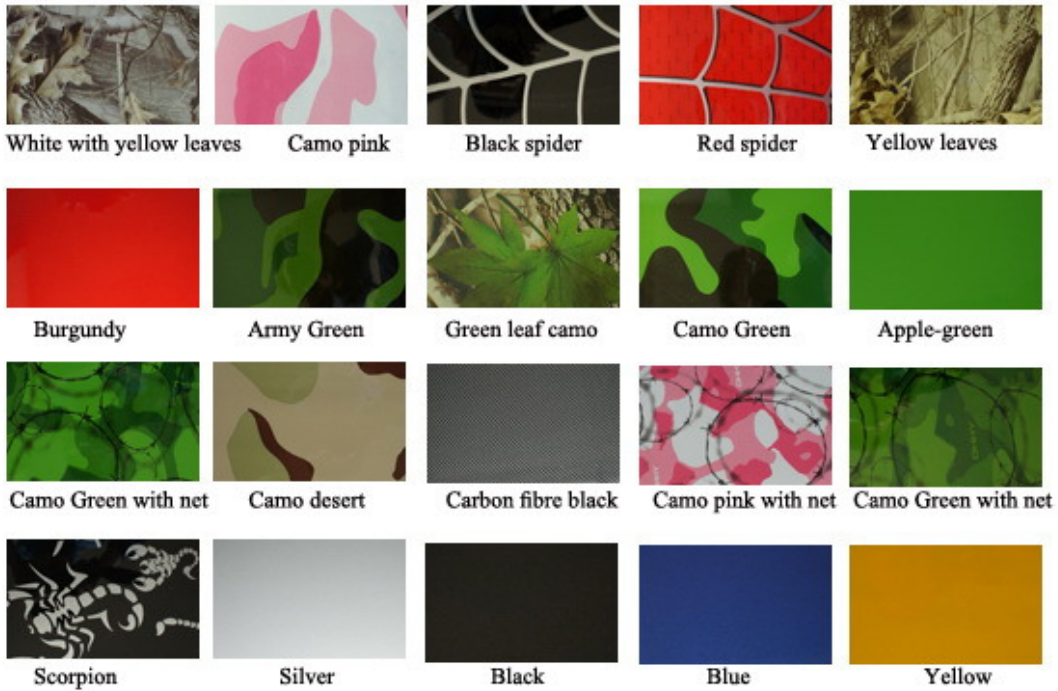 White with yellow leaves
Camo pink
Black spider
Red spider
Yellow leaves
Burgundy
Army Green
Green leaf camo
Camo Green
Apple-green
Camo Green with net
Camo desert
Carbon fibre black
Camo pink with net
Camo Green with net
Scorpion
Silver
Black
Blue
Yellow